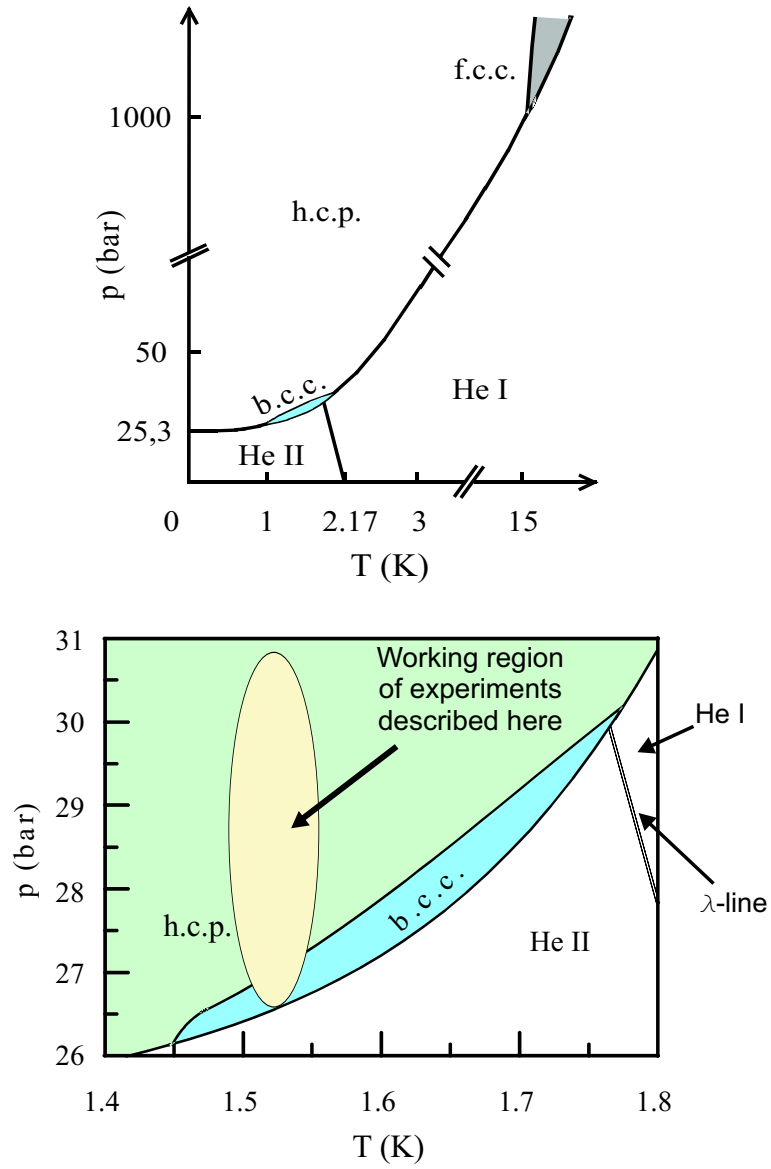 f.c.c.
1000
h.c.p.
p (bar)
50
b.c.c.
He I
25,3
He II
0 1 2.17 3 15
T (K)
31
Working region
of experiments
described here
30
He I
29
p (bar)
28
b.c.c.
λ-line
h.c.p.
He II
27
26
1.4 1.5 1.6 1.7 1.8
T (K)